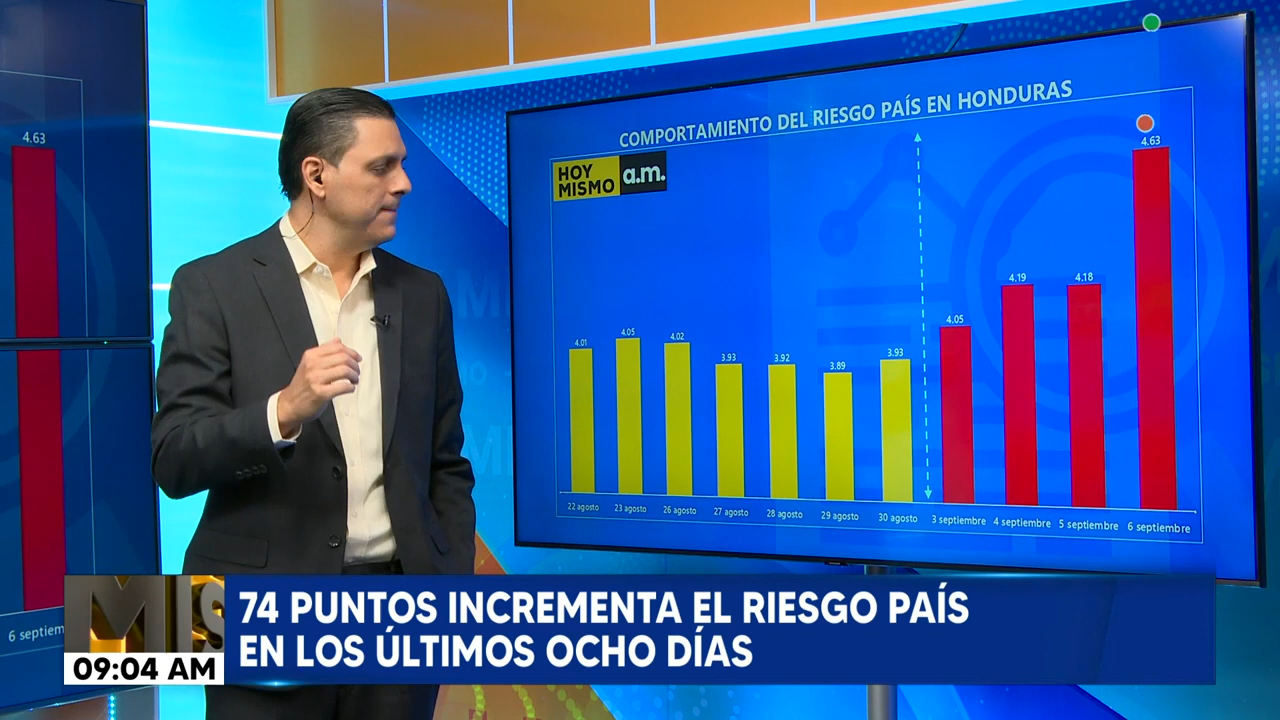 4.63
6 septiem
COMPORTAMIENTO DEL RIESGO PAÍS EN HONDURAS
HOY
MISMO
a.m.
4.01
4.05
4.02
3.93
3.92
3.89
3.93
4.05
4.19
4.18
4.63
22 agosto
23 agosto
26 agosto
27 agosto
28 agosto
29 agosto
30 agosto
3 septiembre
4 septiembre
5 septiembre
6 septiembre
74 PUNTOS INCREMENTA EL RIESGO PAÍS
EN LOS ÚLTIMOS OCHO DÍAS
09:04 AM